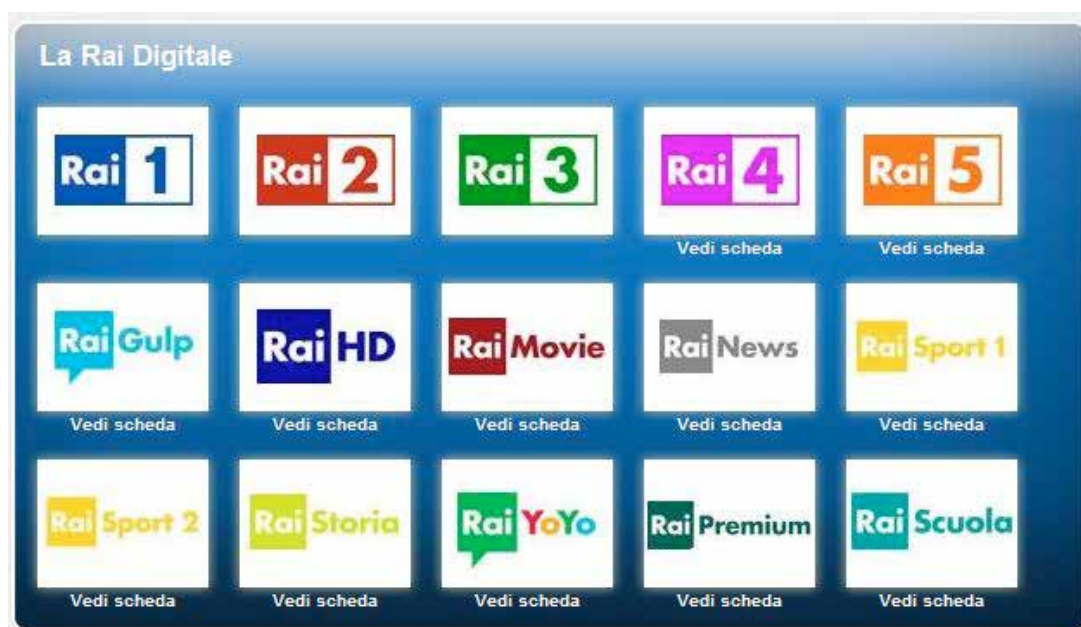 La Rai Digitale
Rai 1
Rai 2
Rai 3
Rai 4
Rai 5
Vedi scheda
Vedi scheda
Rai Gulp
Rai HD
Rai Movie
Rai News
Rai Sport 1
Vedi scheda
Vedi scheda
Vedi scheda
Vedi scheda
Vedi scheda
Rai Sport 2
Rai Storia
Rai YoYo
Rai Premium
Rai Scuola
Vedi scheda
Vedi scheda
Vedi scheda
Vedi scheda
Vedi scheda